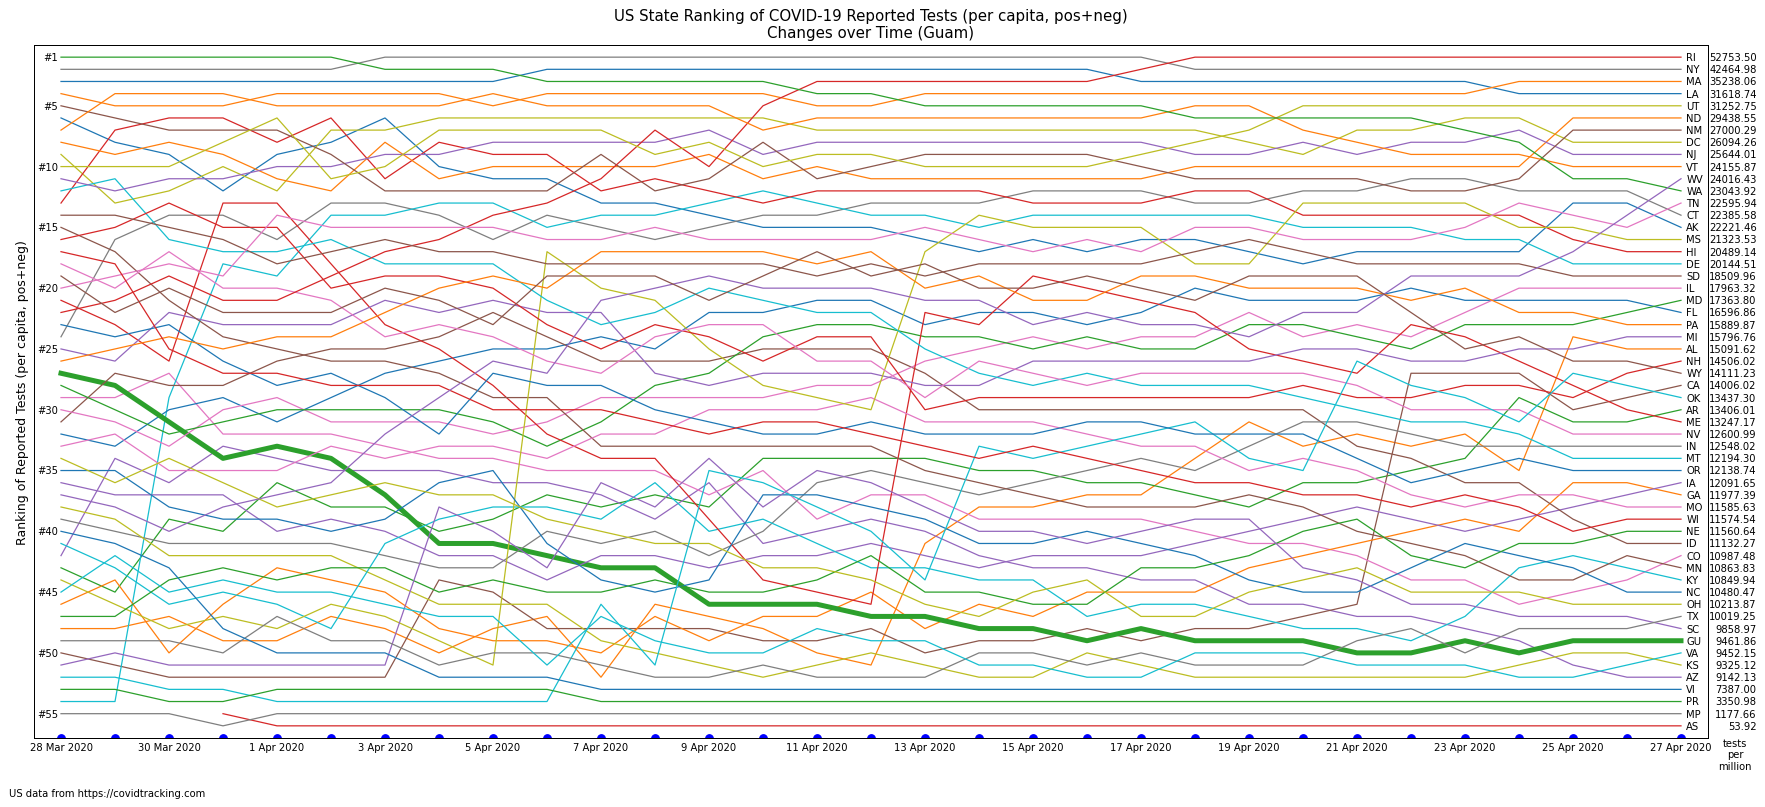 US State Ranking of COVID-19 Reported Tests (per capita, pos+neg)
Changes over Time (Guam)
Ranking of Reported Tests (per capita, pos+neg)
#1
#5
#10
#15
#20
#25
#30
#35
#40
#45
#50
#55
RI 52753.50
NY 42464.98
MA 35238.06
LA 31618.74
UT 31252.75
ND 29438.55
NM 27000.29
DC 26094.26
NJ 25644.01
VT 24155.87
WV 24016.43
WA 23043.92
TN 22595.94
CT 22385.58
AK 22221.46
MS 21323.53
HI 20489.14
DE 20144.51
SD 18509.96
IL 17963.32
MD 17363.80
FL 16596.86
PA 15889.87
MI 15796.76
AL 15091.62
NH 14506.02
WY 14111.23
CA 14006.02
OK 13437.30
AR 13406.01
ME 13247.17
NV 12600.99
IN 12548.02
MT 12194.30
OR 12138.74
IA 12091.65
GA 11977.39
MO 11585.63
WI 11574.54
NE 11560.64
ID 11132.27
CO 10987.48
MN 10863.83
KY 10849.94
NC 10480.47
OH 10213.87
TX 10019.25
SC 9858.97
GU 9461.86
VA 9452.15
KS 9325.12
AZ 9142.13
VI 7387.00
PR 3350.98
MP 1177.66
AS 53.92
28 Mar 2020 30 Mar 2020 1 Apr 2020 3 Apr 2020 5 Apr 2020 7 Apr 2020 9 Apr 2020 11 Apr 2020 13 Apr 2020 15 Apr 2020 17 Apr 2020 19 Apr 2020 21 Apr 2020 23 Apr 2020 25 Apr 2020 27 Apr 2020
tests
per
million
US data from https://covidtracking.com